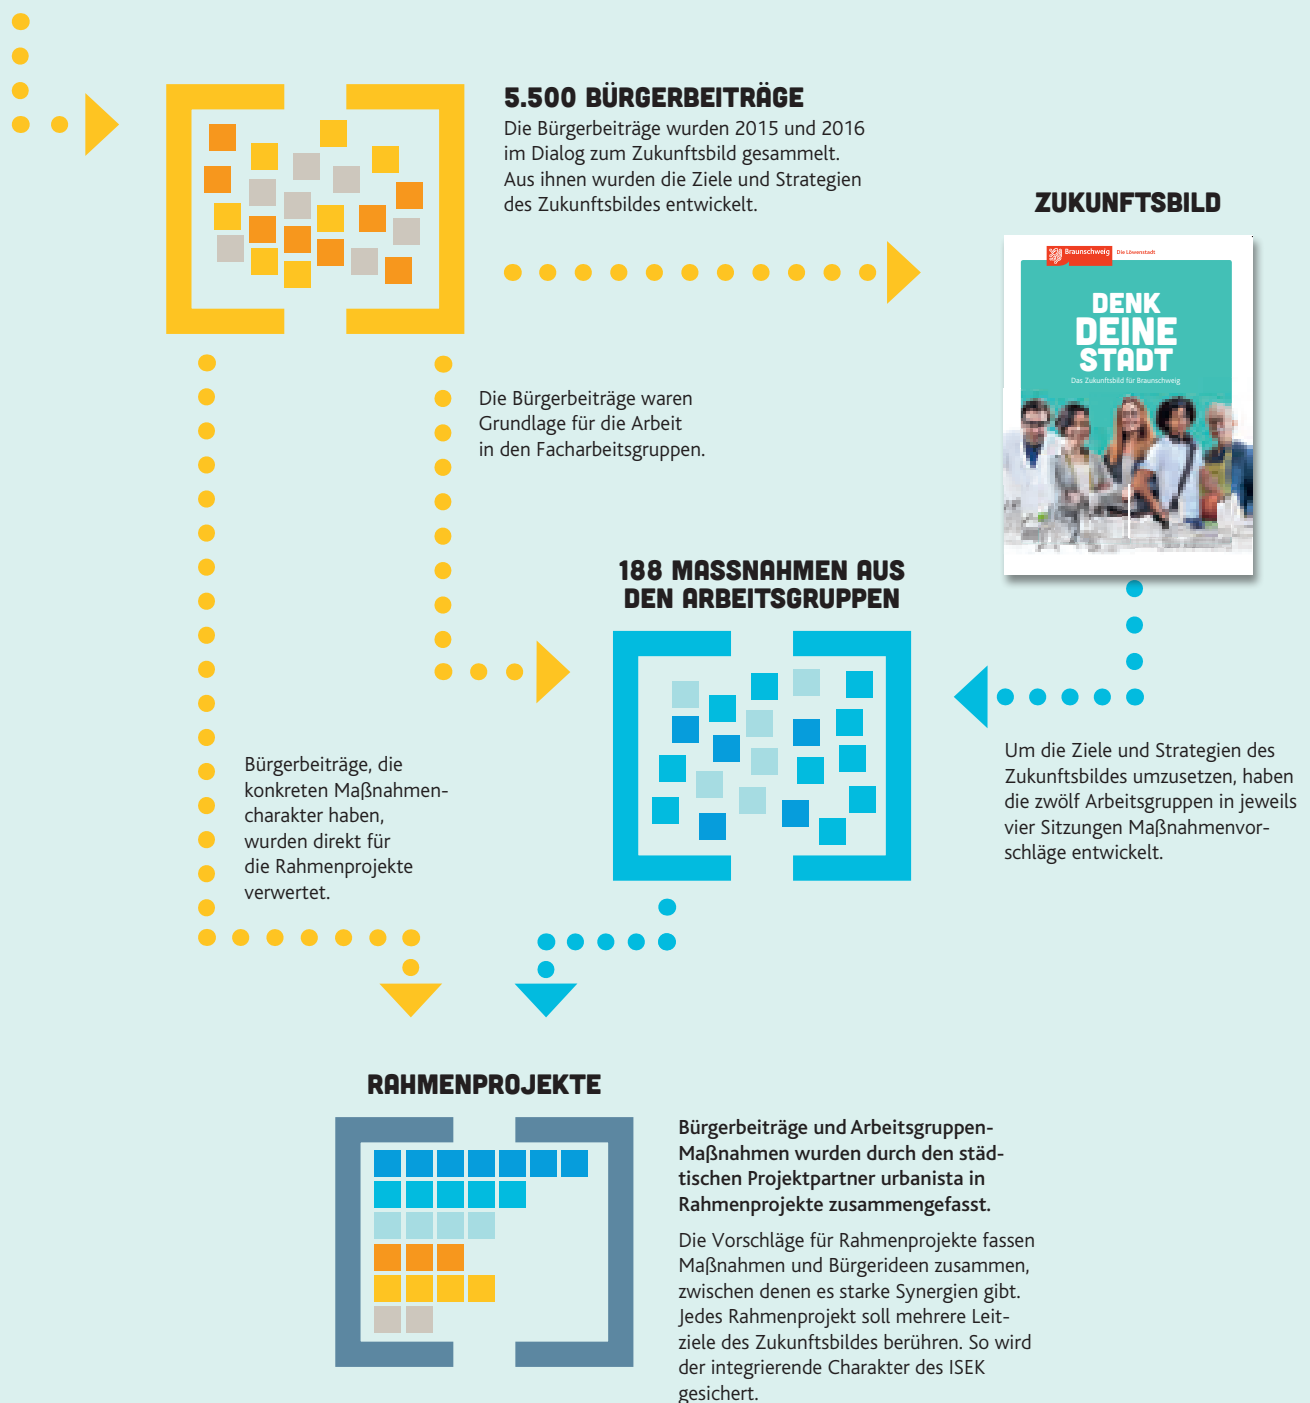 5.500 BÜRGERBEITRÄGE
Die Bürgerbeiträge wurden 2015 und 2016
im Dialog zum Zukunftsbild gesammelt.
Aus ihnen wurden die Ziele und Strategien
des Zukunftsbildes entwickelt.
ZUKUNFTSBILD
Braunschweig
Die Löwenstadt
DENK
DEINE
STADT
Das Zukunftsbild für Braunschweig
Die Bürgerbeiträge waren
Grundlage für die Arbeit
in den Facharbeitsgruppen.
188 MASSNAHMEN AUS
DEN ARBEITSGRUPPEN
Bürgerbeiträge, die
konkreten Maßnahmen-
charakter haben,
wurden direkt für
die Rahmenprojekte
verwertet.
Um die Ziele und Strategien des
Zukunftsbildes umzusetzen, haben
die zwölf Arbeitsgruppen in jeweils
vier Sitzungen Maßnahmenvor-
schläge entwickelt.
RAHMENPROJEKTE
Bürgerbeiträge und Arbeitsgruppen-
Maßnahmen wurden durch den städ-
tischen Projektpartner urbanista in
Rahmenprojekte zusammengefasst.
Die Vorschläge für Rahmenprojekte fassen
Maßnahmen und Bürgerideen zusammen,
zwischen denen es starke Synergien gibt.
Jedes Rahmenprojekt soll mehrere Leit-
ziele des Zukunftsbildes berühren. So wird
der integrierende Charakter des ISEK
gesichert.